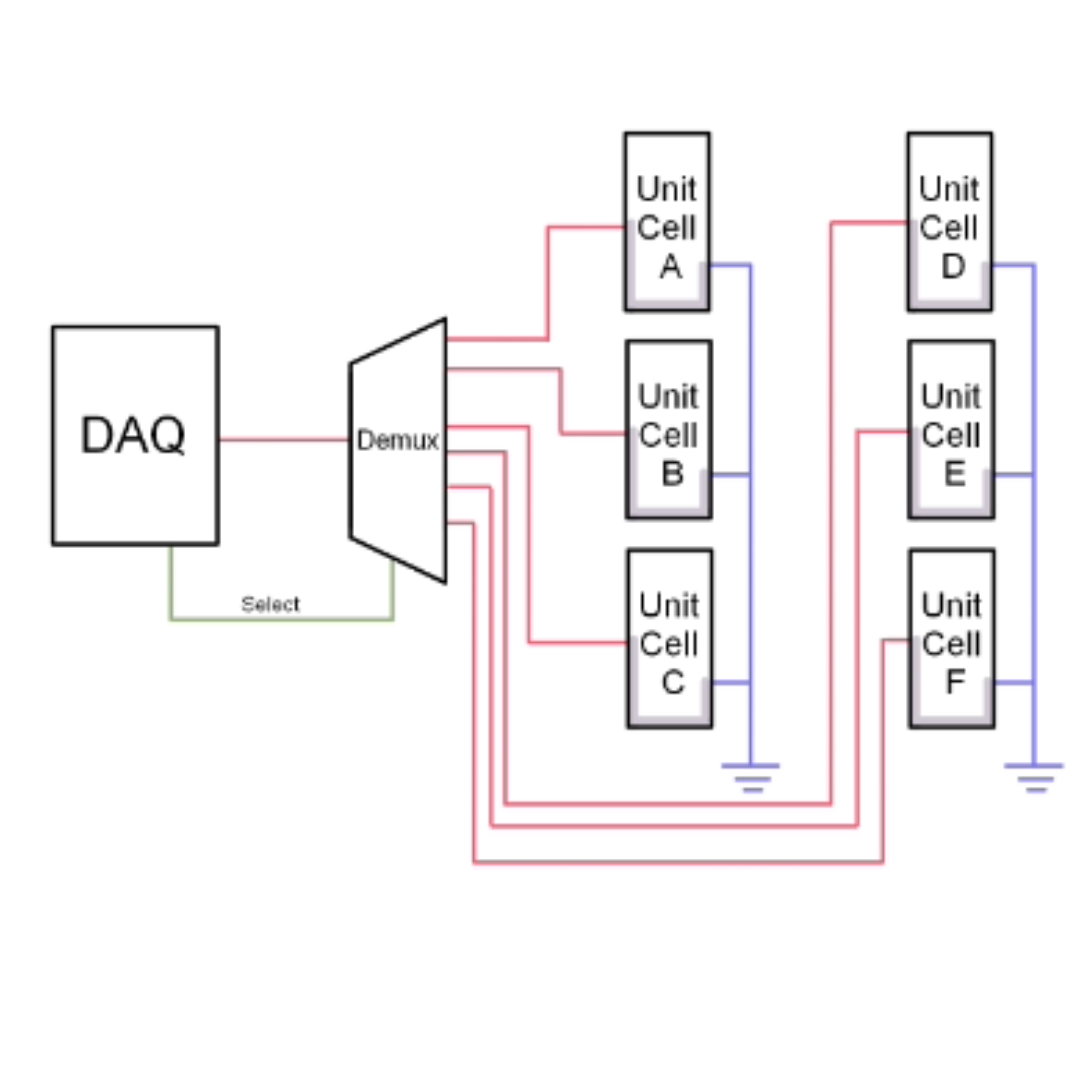 DAQ
Select
Demux
Unit
Cell
A
Unit
Cell
B
Unit
Cell
C
Unit
Cell
D
Unit
Cell
E
Unit
Cell
F